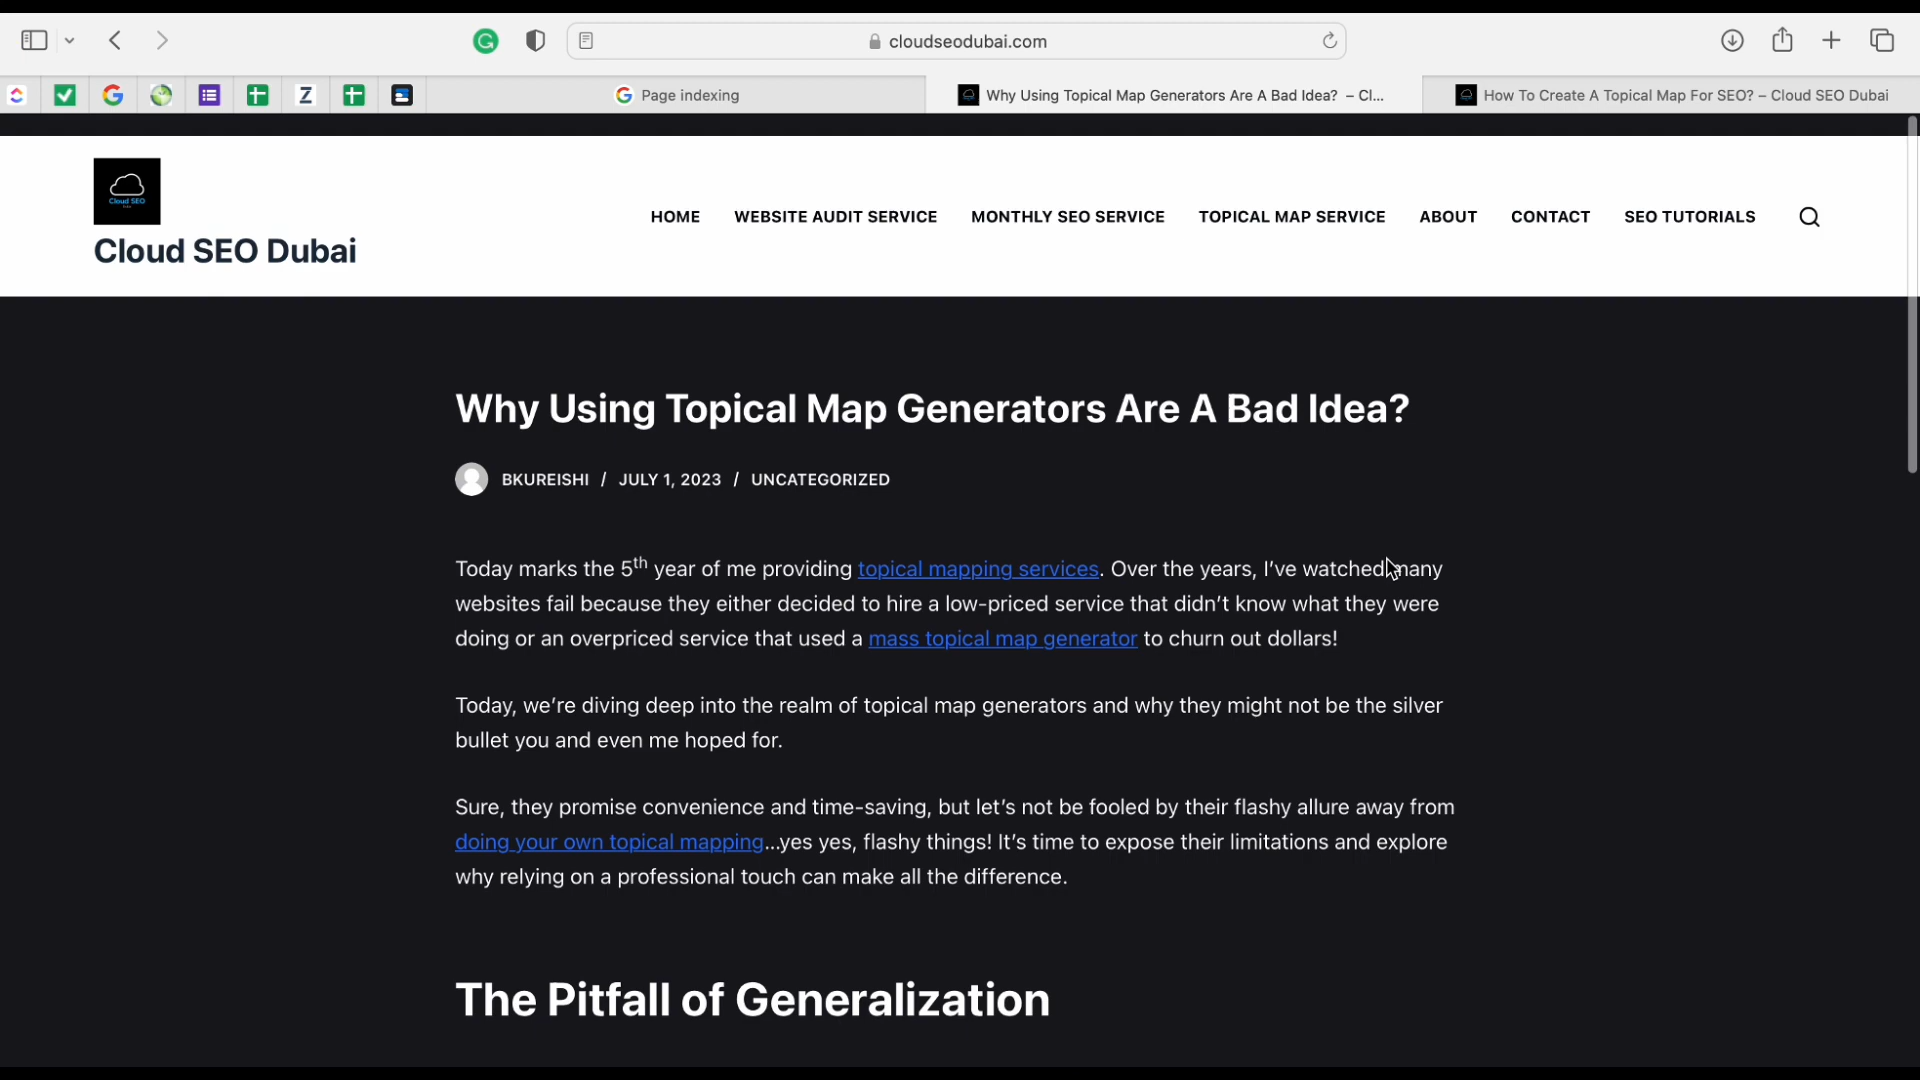 cloudseodubai.com
Page indexing
Why Using Topical Map Generators Are A Bad Idea? – Cl...
How To Create A Topical Map For SEO? – Cloud SEO Dubai
Cloud SEO
Cloud SEO Dubai
HOME WEBSITE AUDIT SERVICE MONTHLY SEO SERVICE TOPICAL MAP SERVICE ABOUT CONTACT SEO TUTORIALS
Why Using Topical Map Generators Are A Bad Idea?
BKUREISHI / JULY 1, 2023 / UNCATEGORIZED
Today marks the 5th year of me providing topical mapping services. Over the years, I’ve watched many
websites fail because they either decided to hire a low-priced service that didn’t know what they were
doing or an overpriced service that used a mass topical map generator to churn out dollars!
Today, we’re diving deep into the realm of topical map generators and why they might not be the silver
bullet you and even me hoped for.
Sure, they promise convenience and time-saving, but let’s not be fooled by their flashy allure away from
doing your own topical mapping…yes yes, flashy things! It’s time to expose their limitations and explore
why relying on a professional touch can make all the difference.
The Pitfall of Generalization